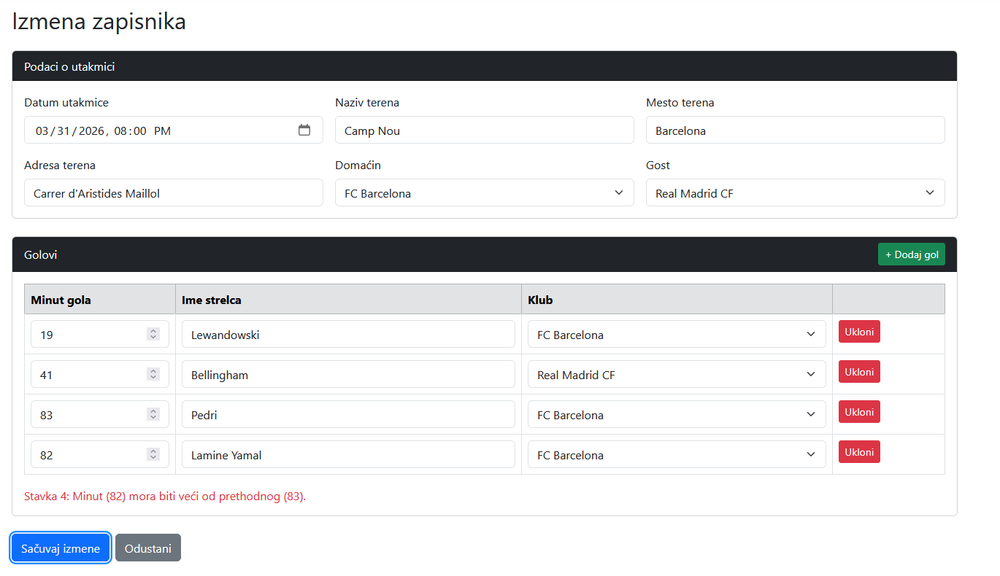 Izmena zapisnika
Podaci o utakmici
Datum utakmice Naziv terena Mesto terena
03/31/2026, 08:00 PM Camp Nou Barcelona
Adresa terena Domaćin Gost
Carrer d'Aristides Maillol FC Barcelona Real Madrid CF
Golovi + Dodaj gol
Minut gola Ime strelca Klub
19 Lewandowski FC Barcelona Ukloni
41 Bellingham Real Madrid CF Ukloni
83 Pedri FC Barcelona Ukloni
82 Lamine Yamal FC Barcelona Ukloni
Stavka 4: Minut (82) mora biti veći od prethodnog (83).
Sačuvaj izmene Odustani